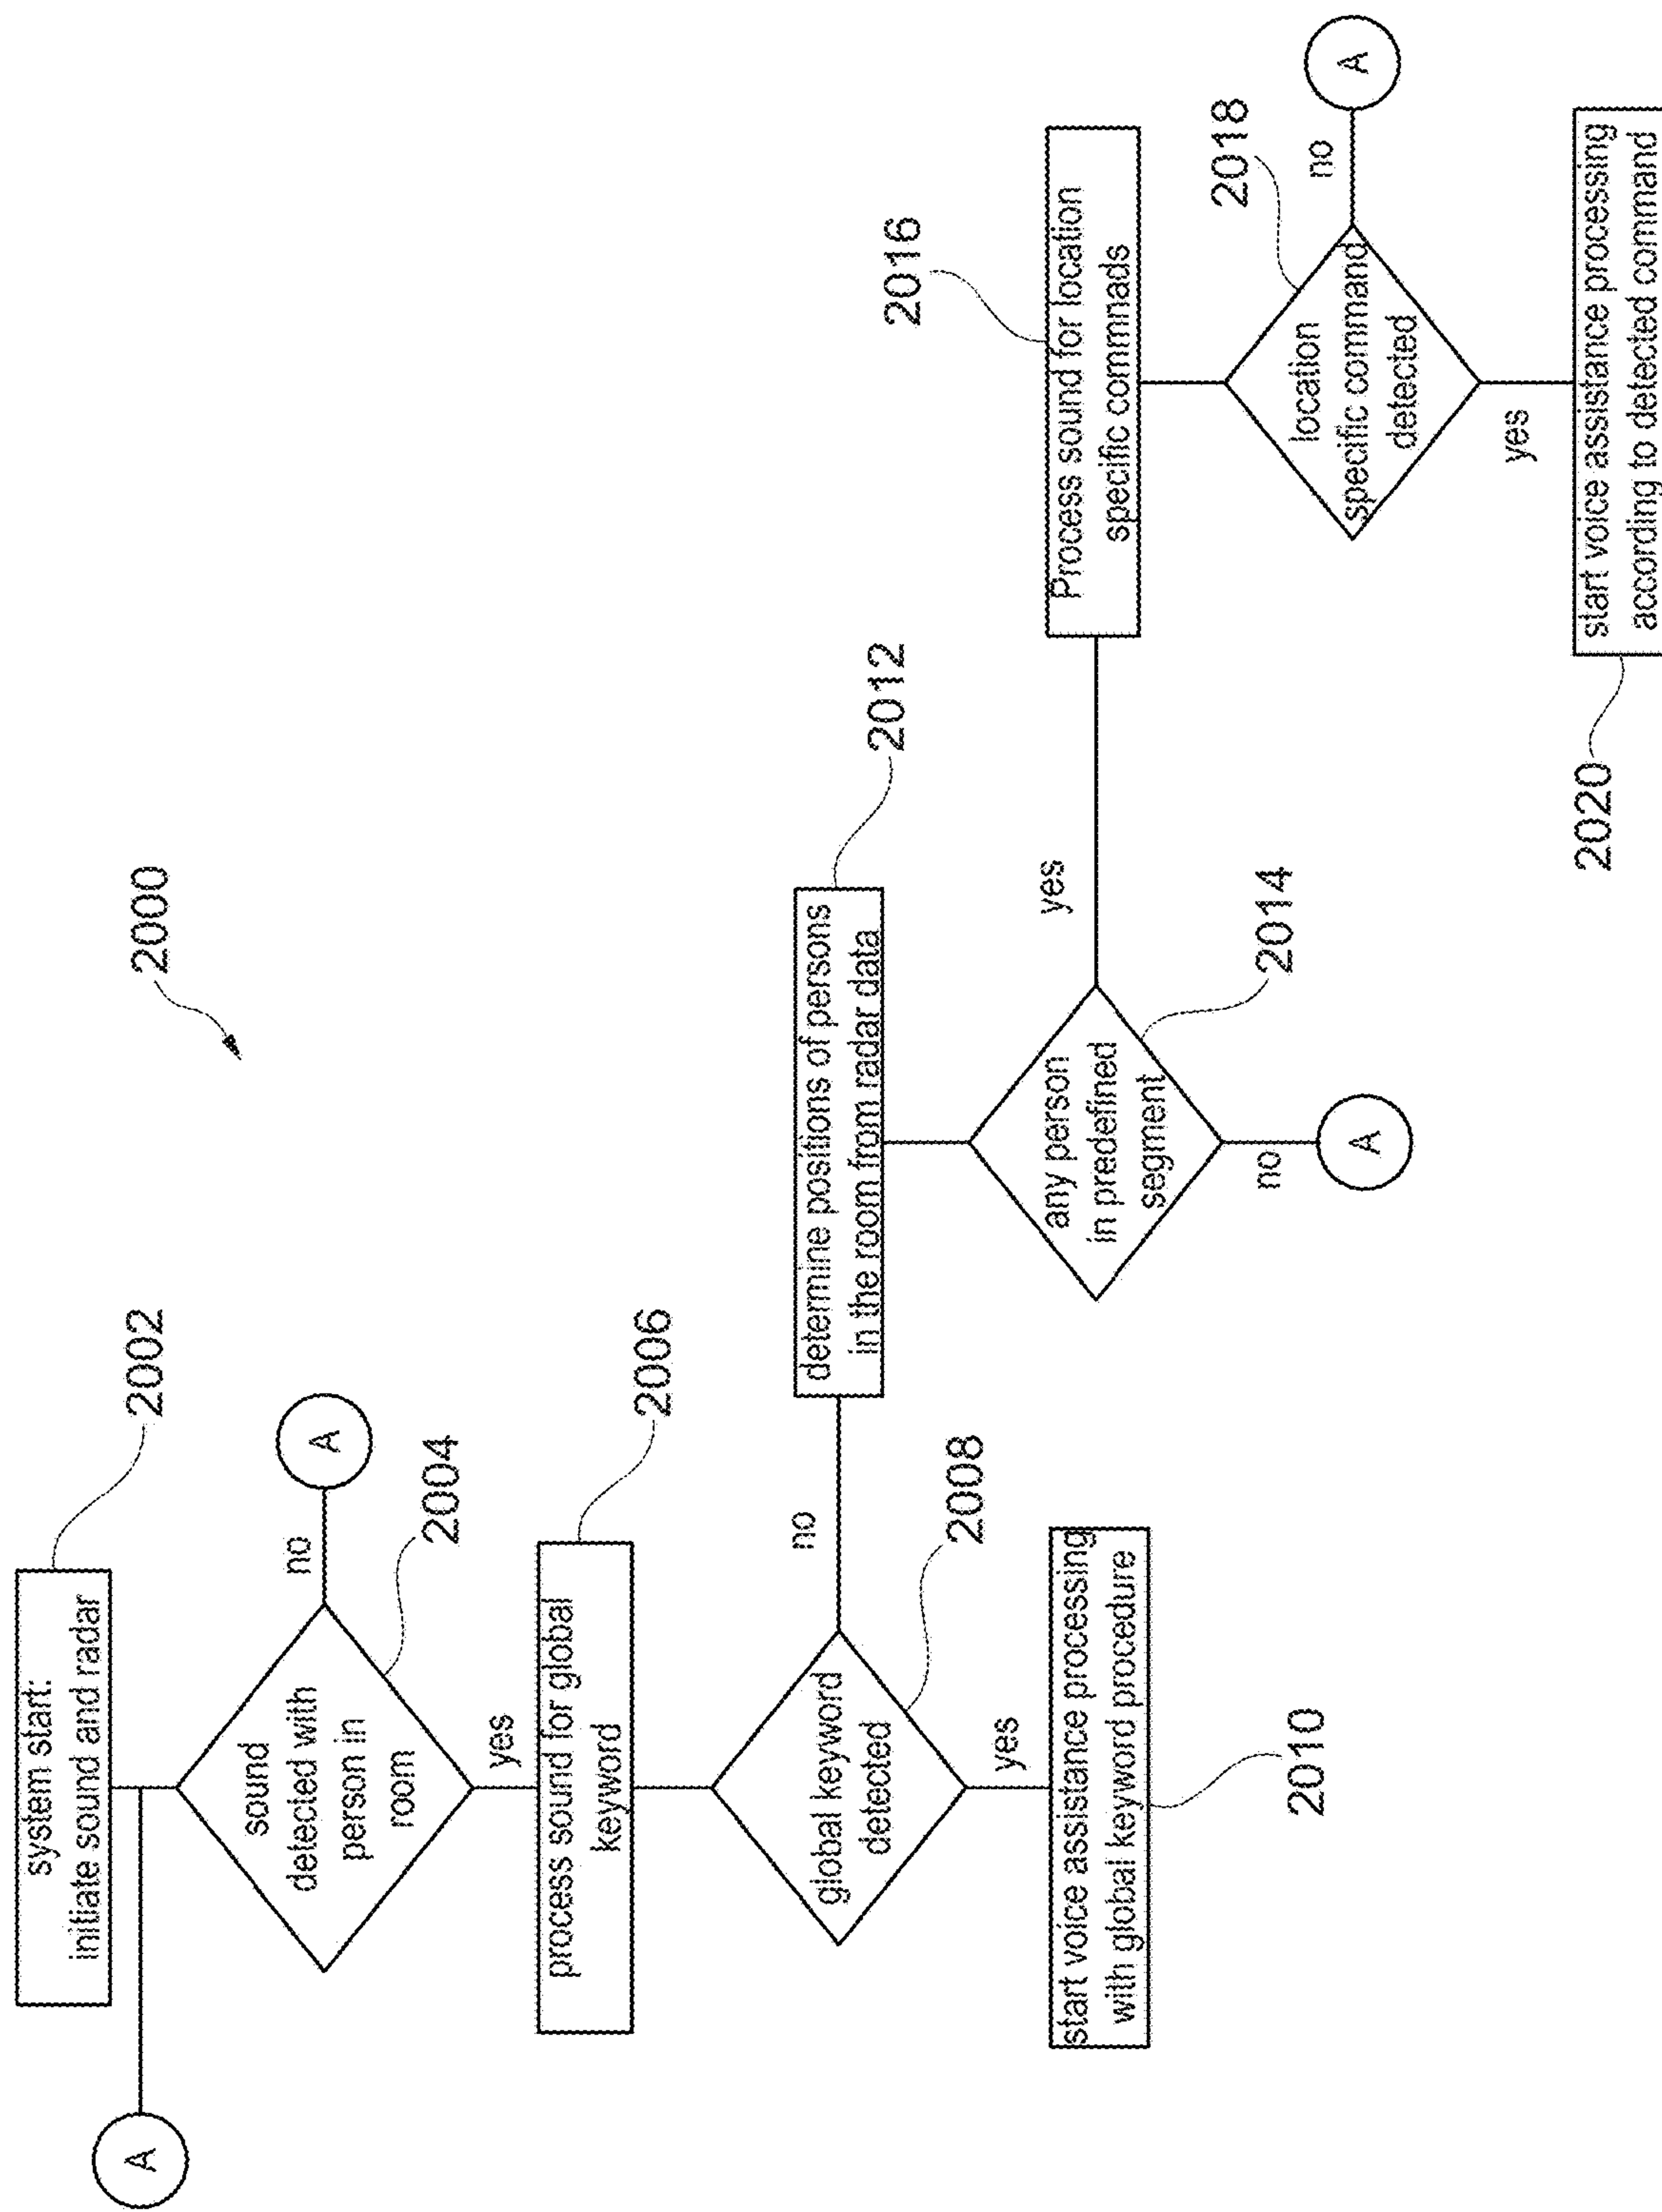 2000
system start:
initiate sound and radar
2002
A
sound
detected with
person in
room
no
A
2004
yes
process sound for global
keyword
2006
global keyword
detected
no
2008
yes
start voice assistance processing
with global keyword procedure
2010
determine positions of persons
in the room from radar data
2012
any person
in predefined
segment
yes
2014
no
A
Process sound for location
specific commnads
2016
location
specific command
detected
2018
no
A
yes
start voice assistance processing
according to detected command
2020